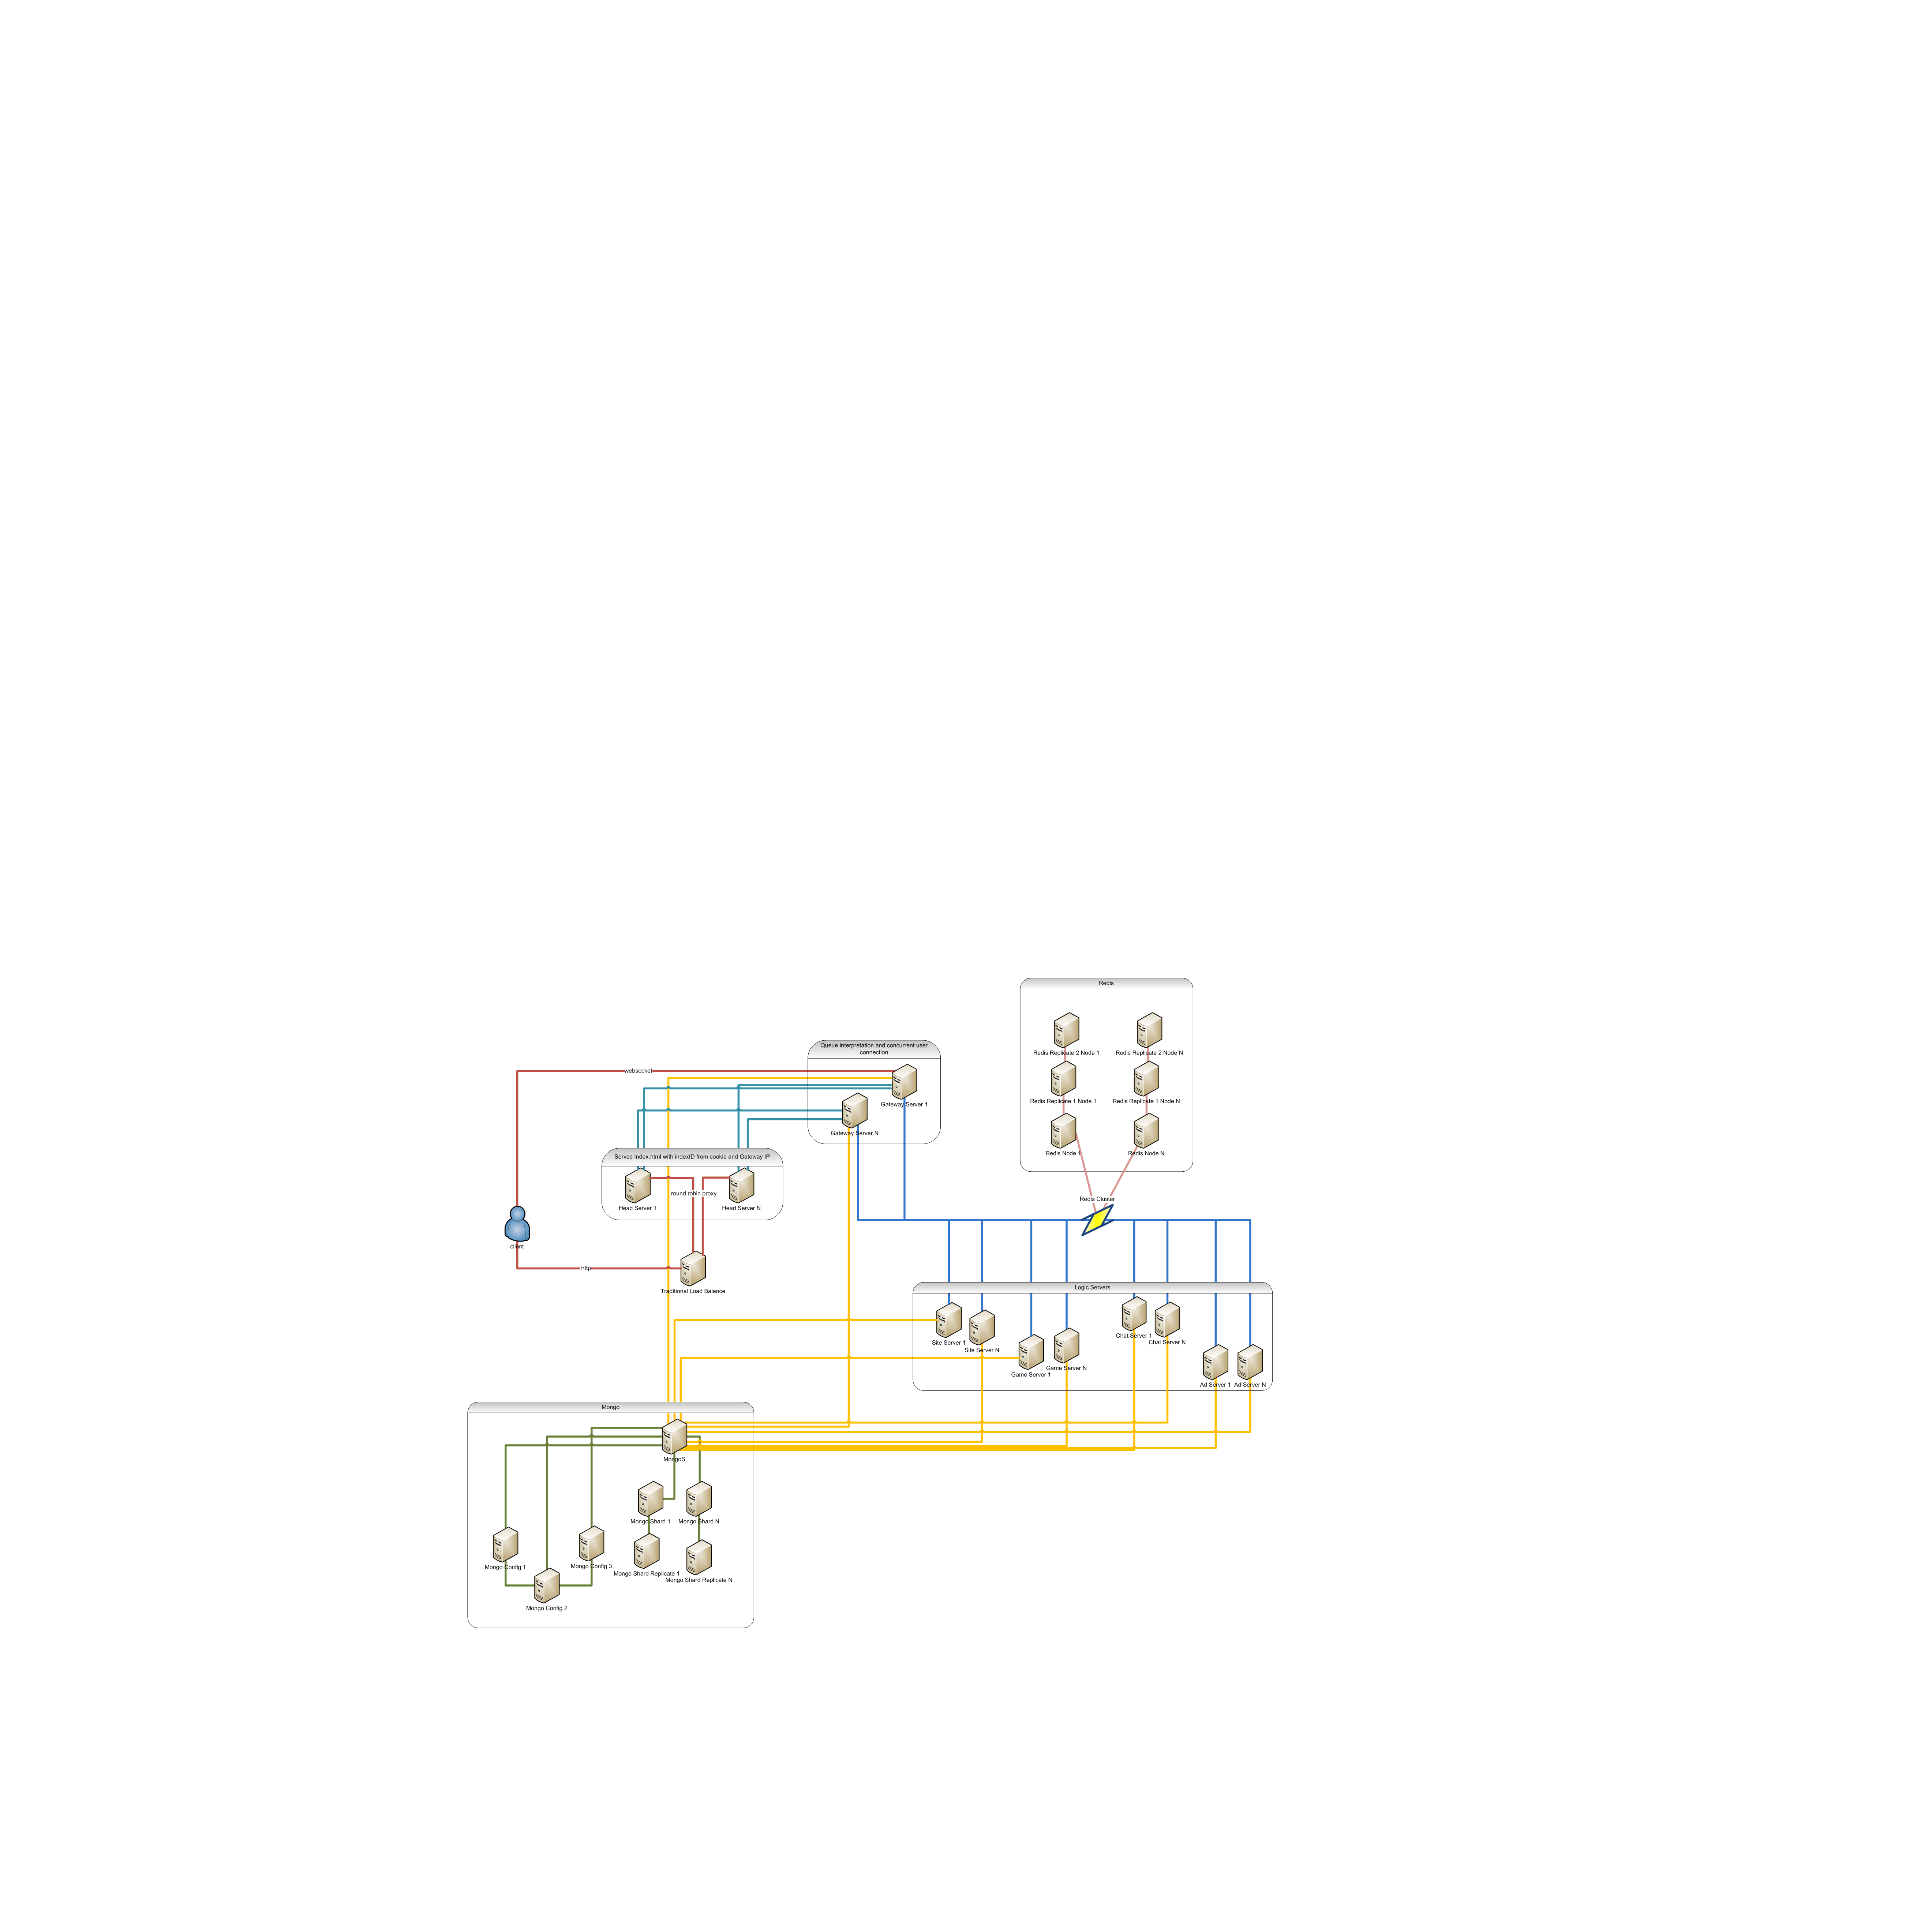 Redis
Redis Replicate 2 Node 1
Redis Replicate 2 Node N
Redis Replicate 1 Node 1
Redis Replicate 1 Node N
Redis Node 1
Redis Node N
Redis Cluster
Queue interpretation and concurrent user
connection
websocket
Gateway Server 1
Gateway Server N
Serves Index.html with indexID from cookie and Gateway IP
round robin proxy
Head Server 1
Head Server N
client
http
Traditional Load Balance
Logic Servers
Site Server 1
Site Server N
Game Server 1
Game Server N
Chat Server 1
Chat Server N
Ad Server 1
Ad Server N
Mongo
MongoS
Mongo Shard 1
Mongo Shard N
Mongo Config 1
Mongo Config 3
Mongo Shard Replicate 1
Mongo Shard Replicate N
Mongo Config 2